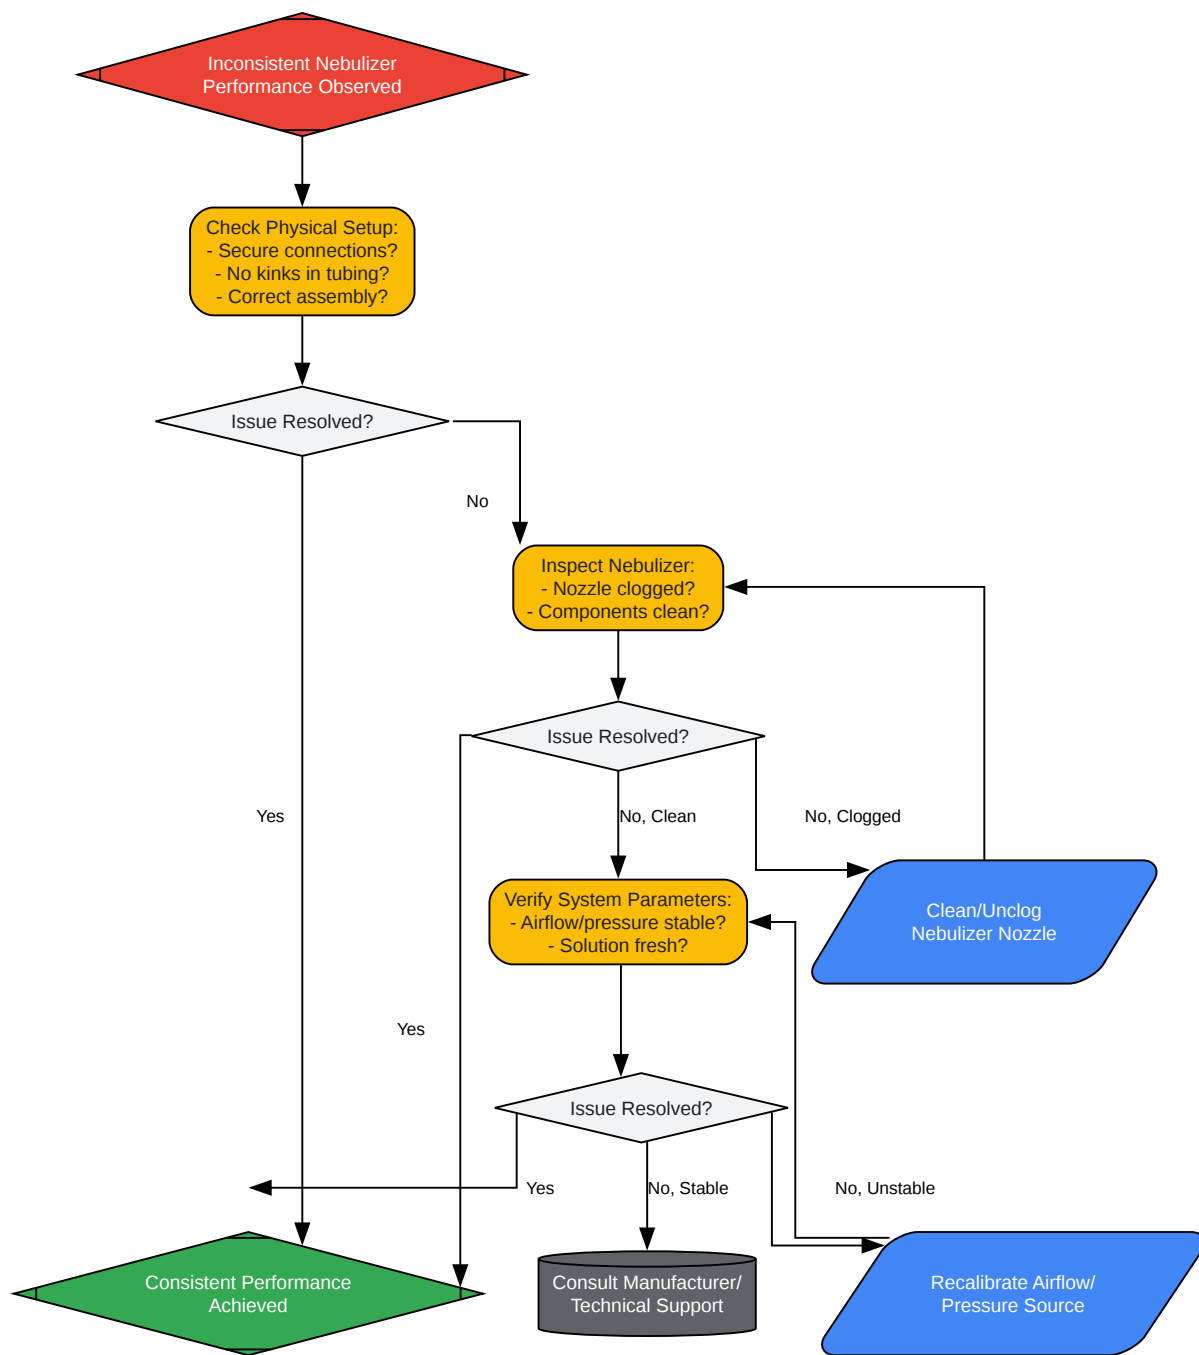 Inconsistent Nebulizer
Performance Observed
Check Physical Setup:
- Secure connections?
- No kinks in tubing?
- Correct assembly?
Issue Resolved?
No
Inspect Nebulizer:
- Nozzle clogged?
- Components clean?
Issue Resolved?
Yes
No, Clean
No, Clogged
Verify System Parameters:
- Airflow/pressure stable?
- Solution fresh?
Clean/Unclog
Nebulizer Nozzle
Yes
Issue Resolved?
Yes
No, Stable
No, Unstable
Consistent Performance
Achieved
Consult Manufacturer/
Technical Support
Recalibrate Airflow/
Pressure Source